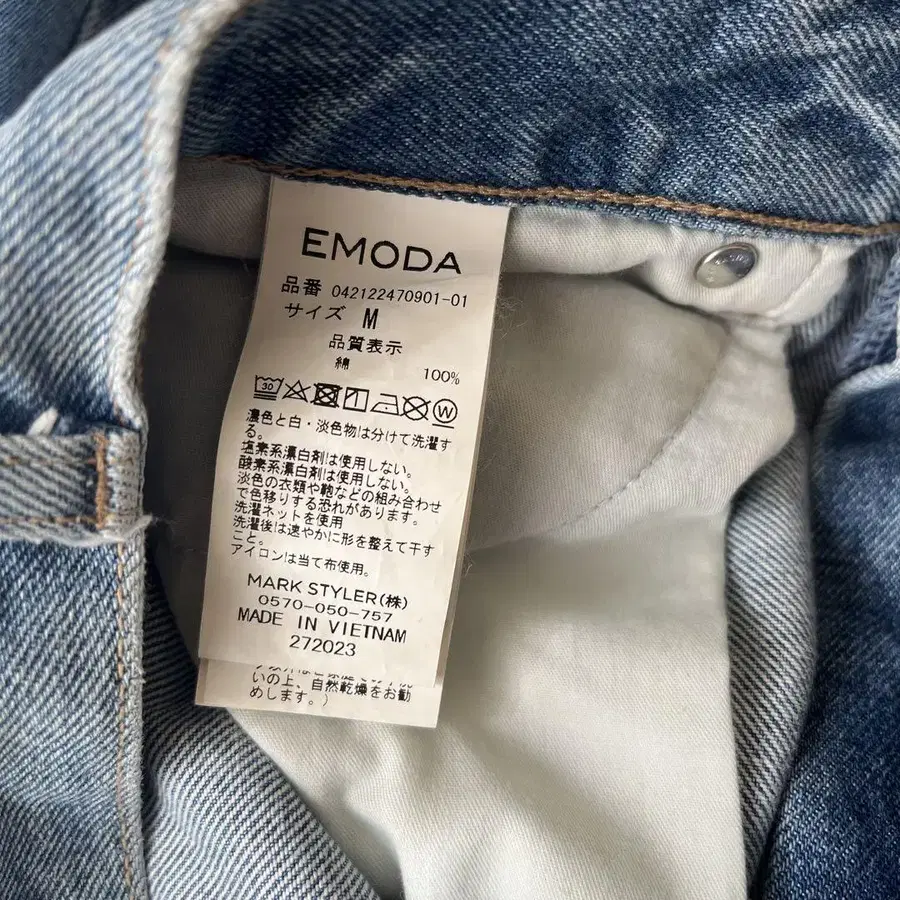 EMODA
品番 042122470901-01
サイズ M
品質表示
綿 100%
30
W
濃色と白・淡色物は分けて洗濯す
る。
塩素系漂白剤は使用しない。
酸素系漂白剤は使用しない。
淡色の衣類や鞄などの組み合わせ
で色移りする恐れがあります。
洗濯ネットを使用
洗濯後は速やかに形を整えて干す
こと。
アイロンは当て布使用。
MARK STYLER(株)
0570-050-757
MADE IN VIETNAM
272023
いの上、自然乾燥をお勧
めします。)